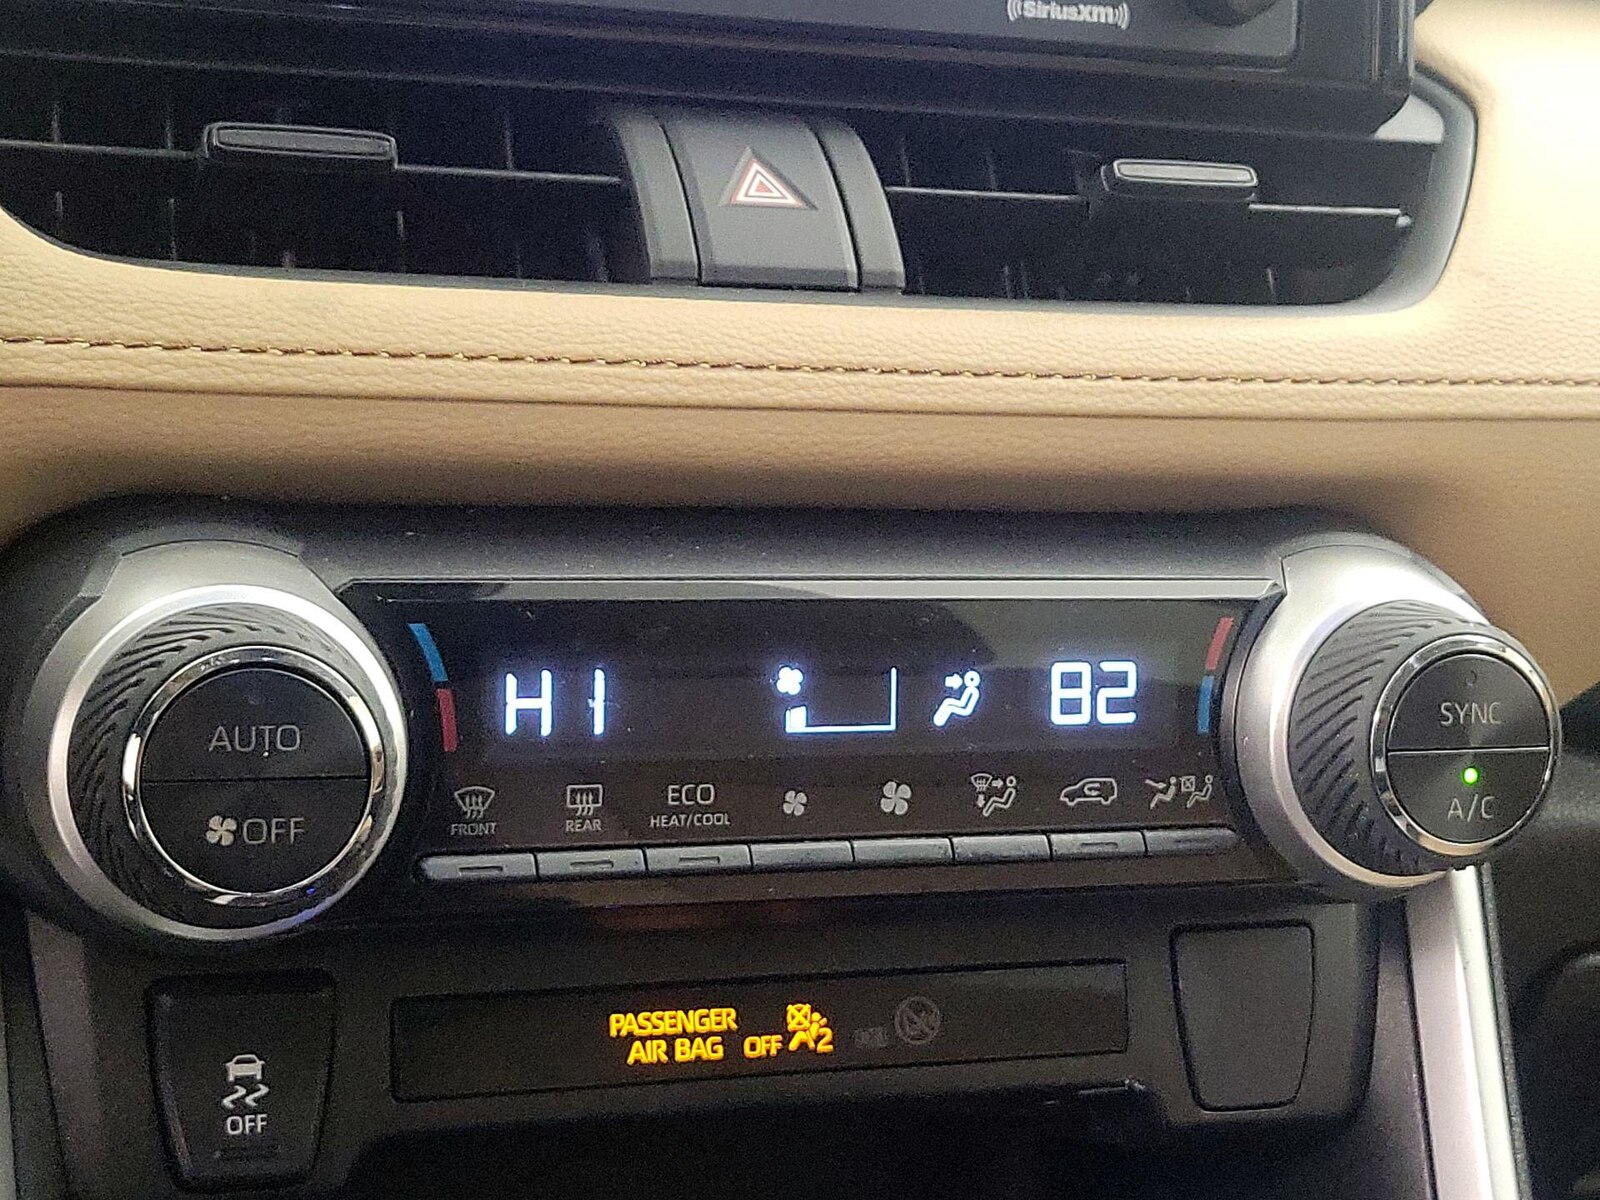 SiriusXM
HI 82
AUTO
OFF
FRONT
REAR
ECO
HEAT/COOL
SYNC
A/C
PASSENGER
AIR BAG OFF 2
OFF